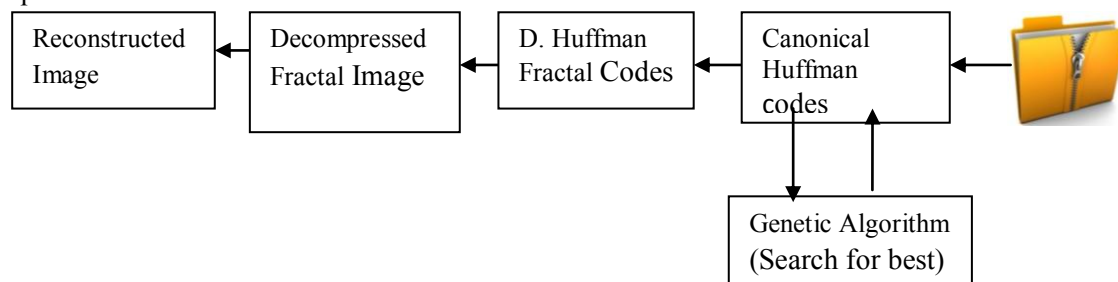 Reconstructed
Image
Decompressed
Fractal Image
D. Huffman
Fractal Codes
Canonical
Huffman
codes
Genetic Algorithm
(Search for best)